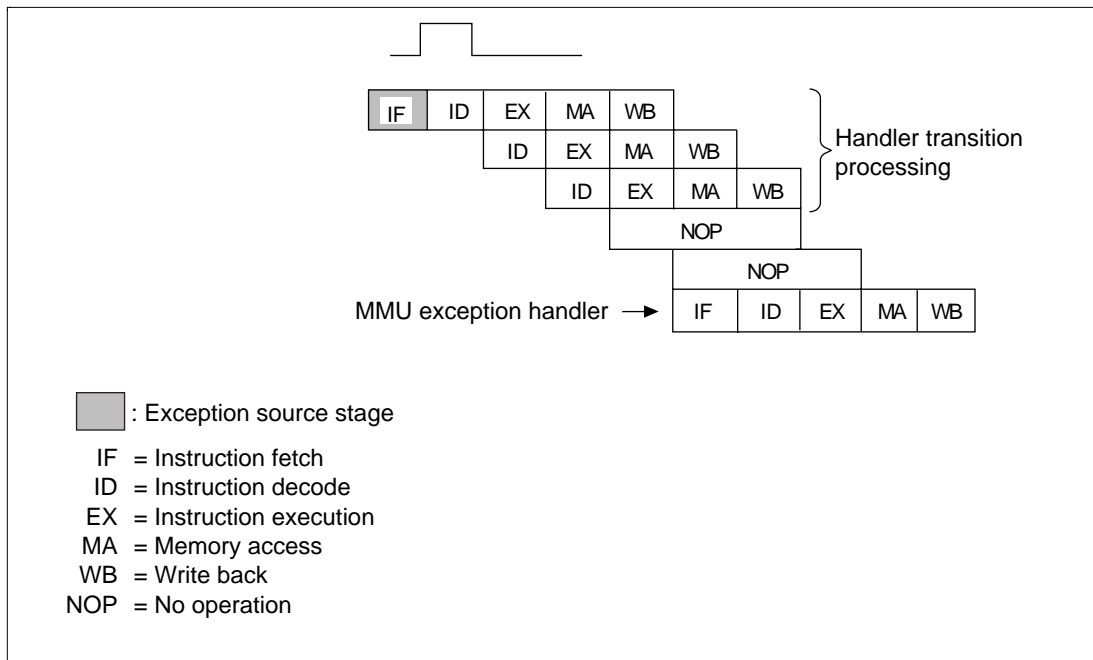 IF ID EX MA WB
ID EX MA WB
Handler transition
processing
ID EX MA WB
NOP
NOP
MMU exception handler IF ID EX MA WB
: Exception source stage
IF = Instruction fetch
ID = Instruction decode
EX = Instruction execution
MA = Memory access
WB = Write back
NOP = No operation